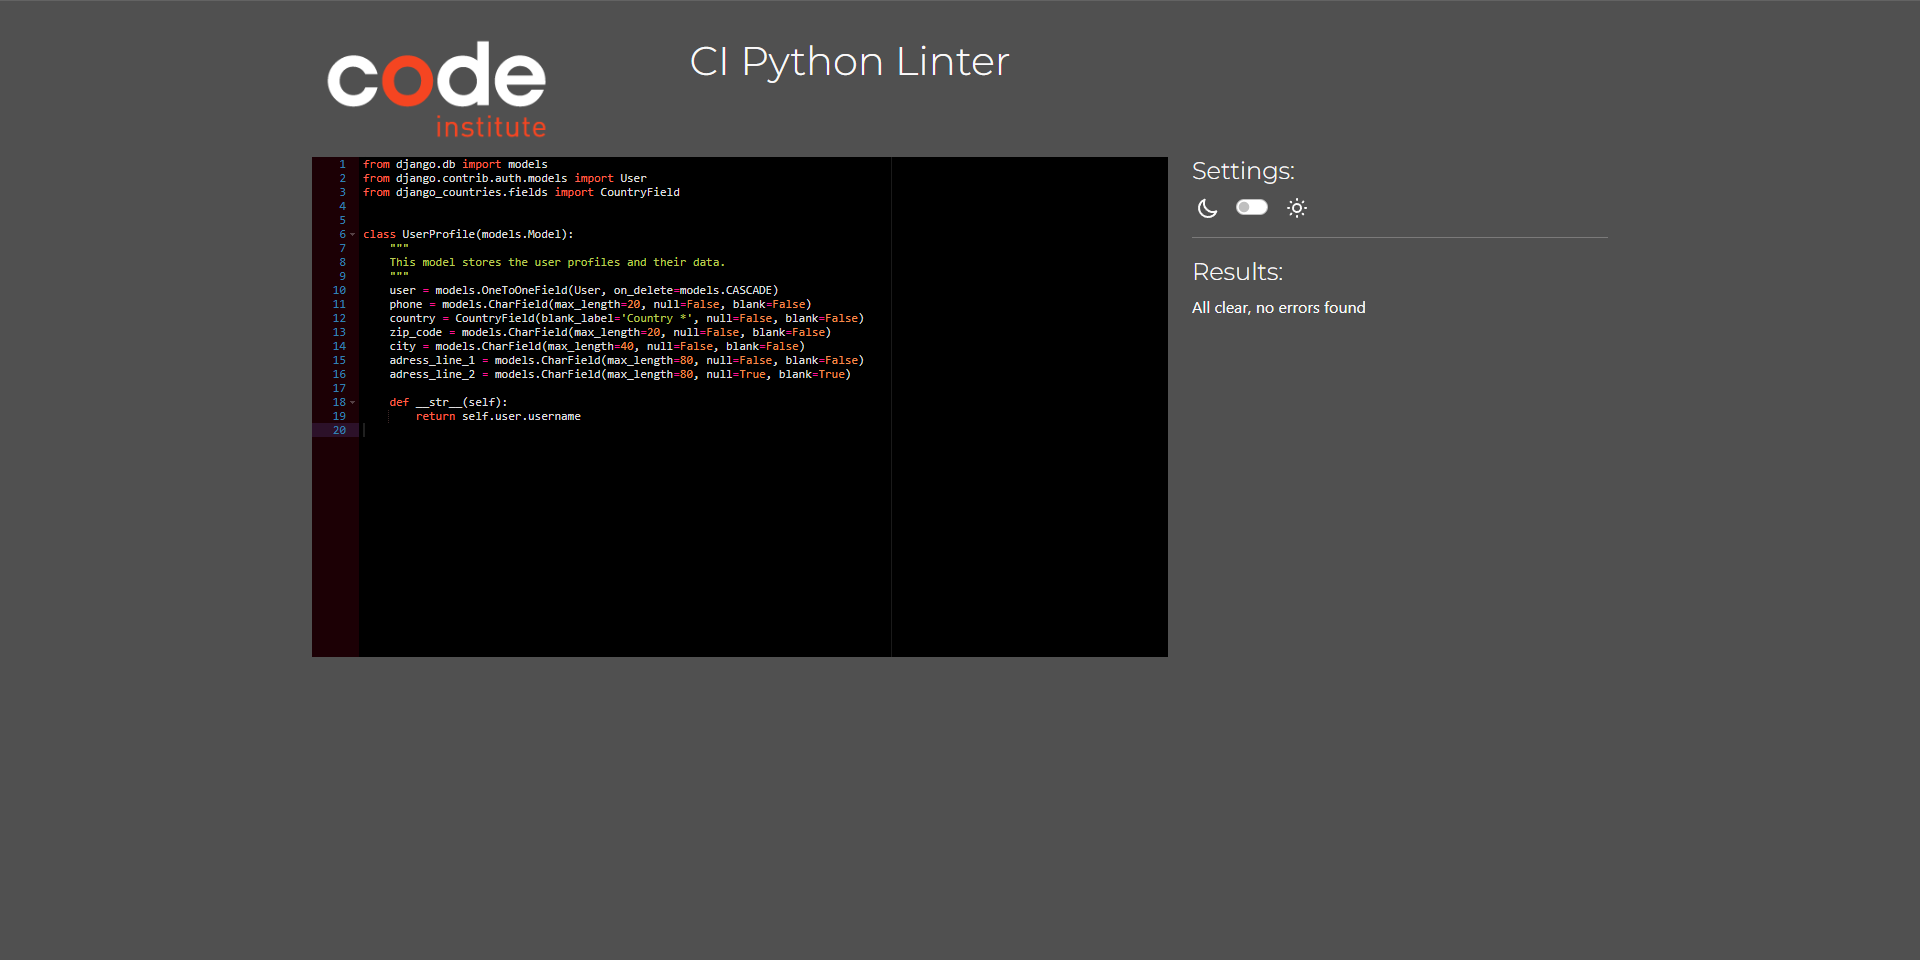 code
institute
CI Python Linter
1 from django.db import models
2 from django.contrib.auth.models import User
3 from django_countries.fields import CountryField
4
5
6 class UserProfile(models.Model):
7     """
8     This model stores the user profiles and their data.
9     """
10     user = models.OneToOneField(User, on_delete=models.CASCADE)
11     phone = models.CharField(max_length=20, null=False, blank=False)
12     country = CountryField(blank_label='Country *', null=False, blank=False)
13     zip_code = models.CharField(max_length=20, null=False, blank=False)
14     city = models.CharField(max_length=40, null=False, blank=False)
15     adress_line_1 = models.CharField(max_length=80, null=False, blank=False)
16     adress_line_2 = models.CharField(max_length=80, null=True, blank=True)
17
18     def __str__(self):
19         return self.user.username
20
Settings:
Results:
All clear, no errors found